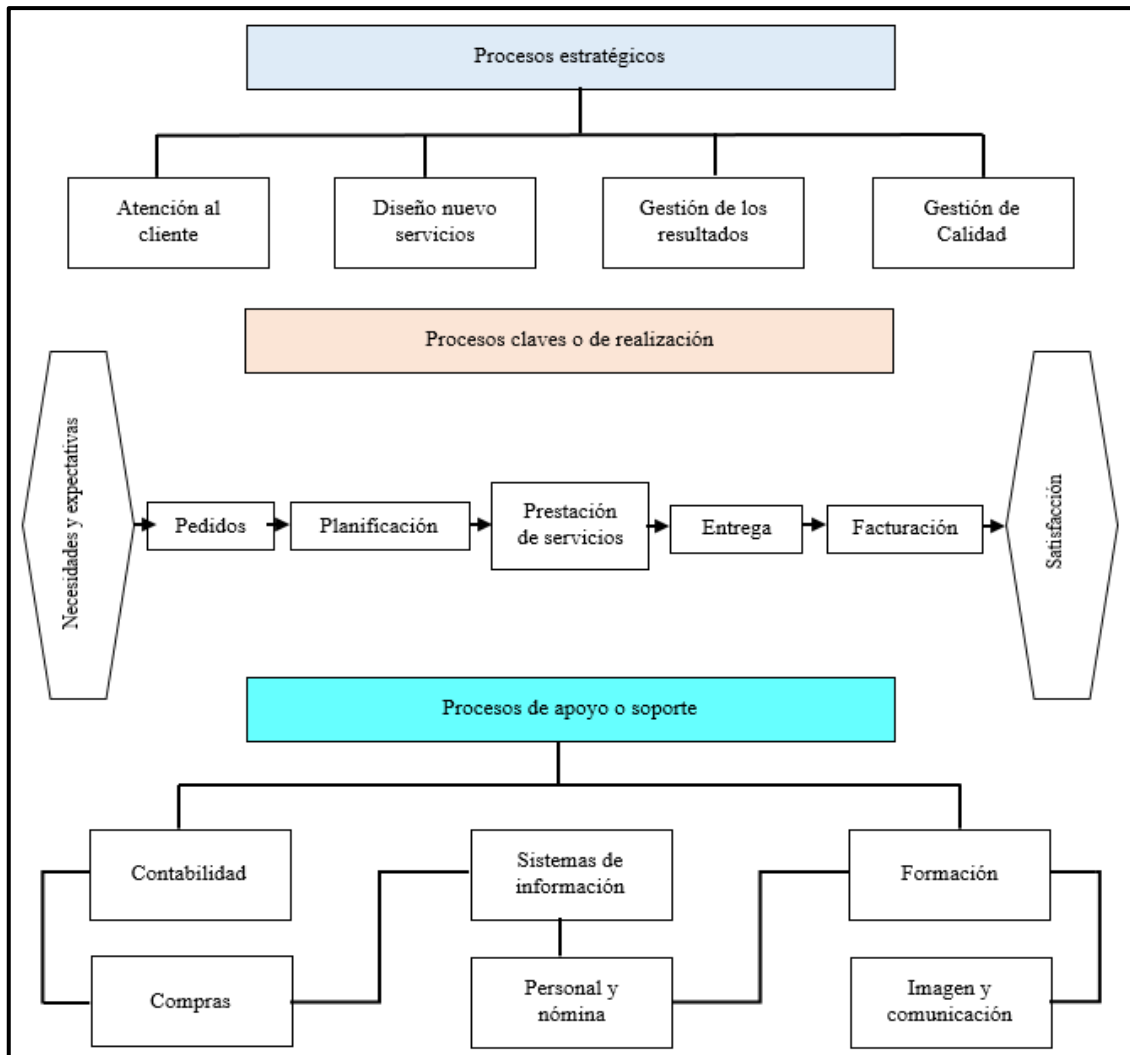 Procesos estratégicos
Atención al
cliente
Diseño nuevo
servicios
Gestión de los
resultados
Gestión de
Calidad
Procesos claves o de realización
Necesidades y expectativas
Pedidos
Planificación
Prestación
de servicios
Entrega
Facturación
Satisfacción
Procesos de apoyo o soporte
Contabilidad
Sistemas de
información
Formación
Compras
Personal y
nómina
Imagen y
comunicación